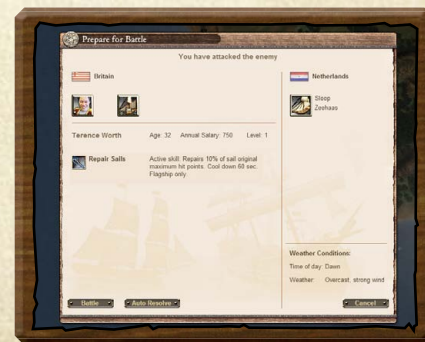 Prepare for Battle
You have attacked the enemy
Britain
Terence Worth Age: 32 Annual Salary: 750 Level: 1
Repair Sails
Active skill. Repairs 10% of sail original
maximum hit points. Cool down 60 sec.
Flagship only.
Netherlands
Sloop
Zeehaas
Weather Conditions:
Time of day: Dawn
Weather: Overcast, strong wind
Battle
Auto Resolve
Cancel